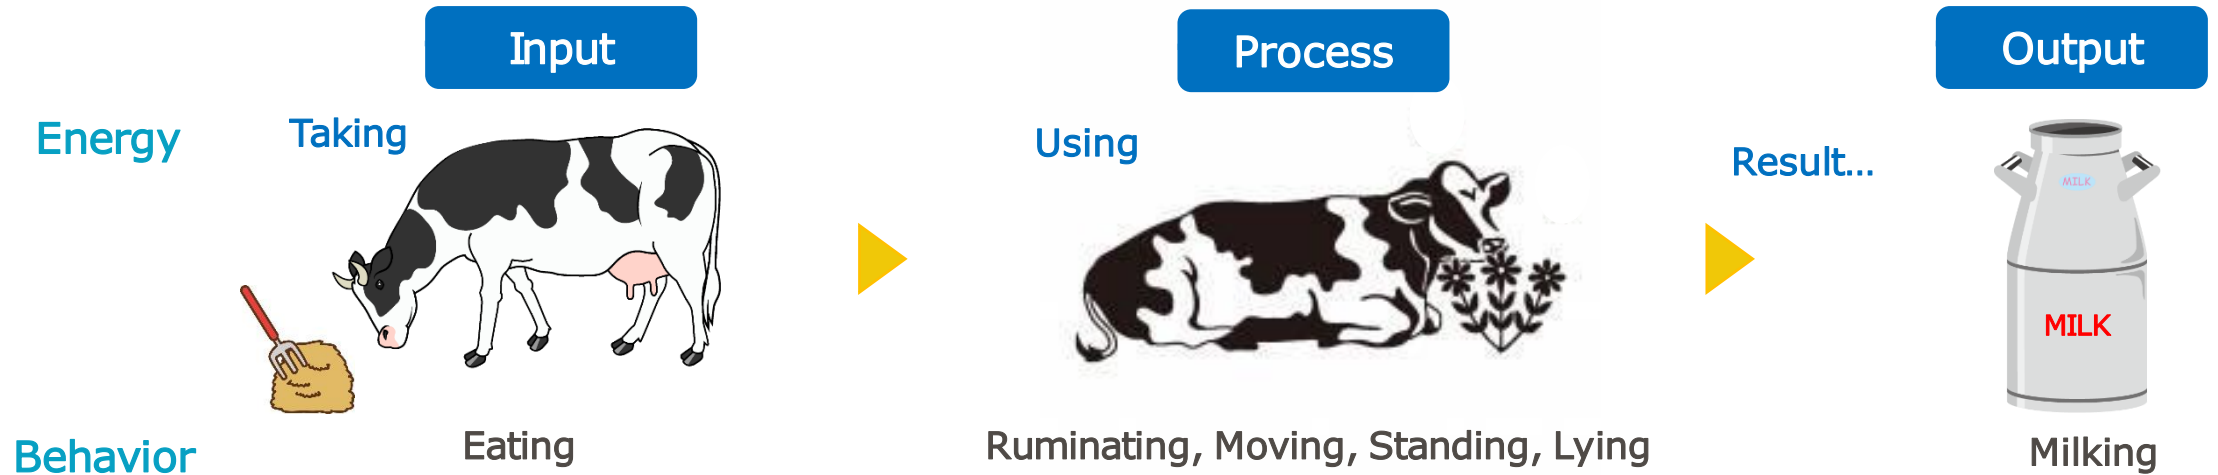 Input
Process
Output
Energy
Taking
Using
Result...
MILK
MILK
Behavior
Eating
Ruminating, Moving, Standing, Lying
Milking